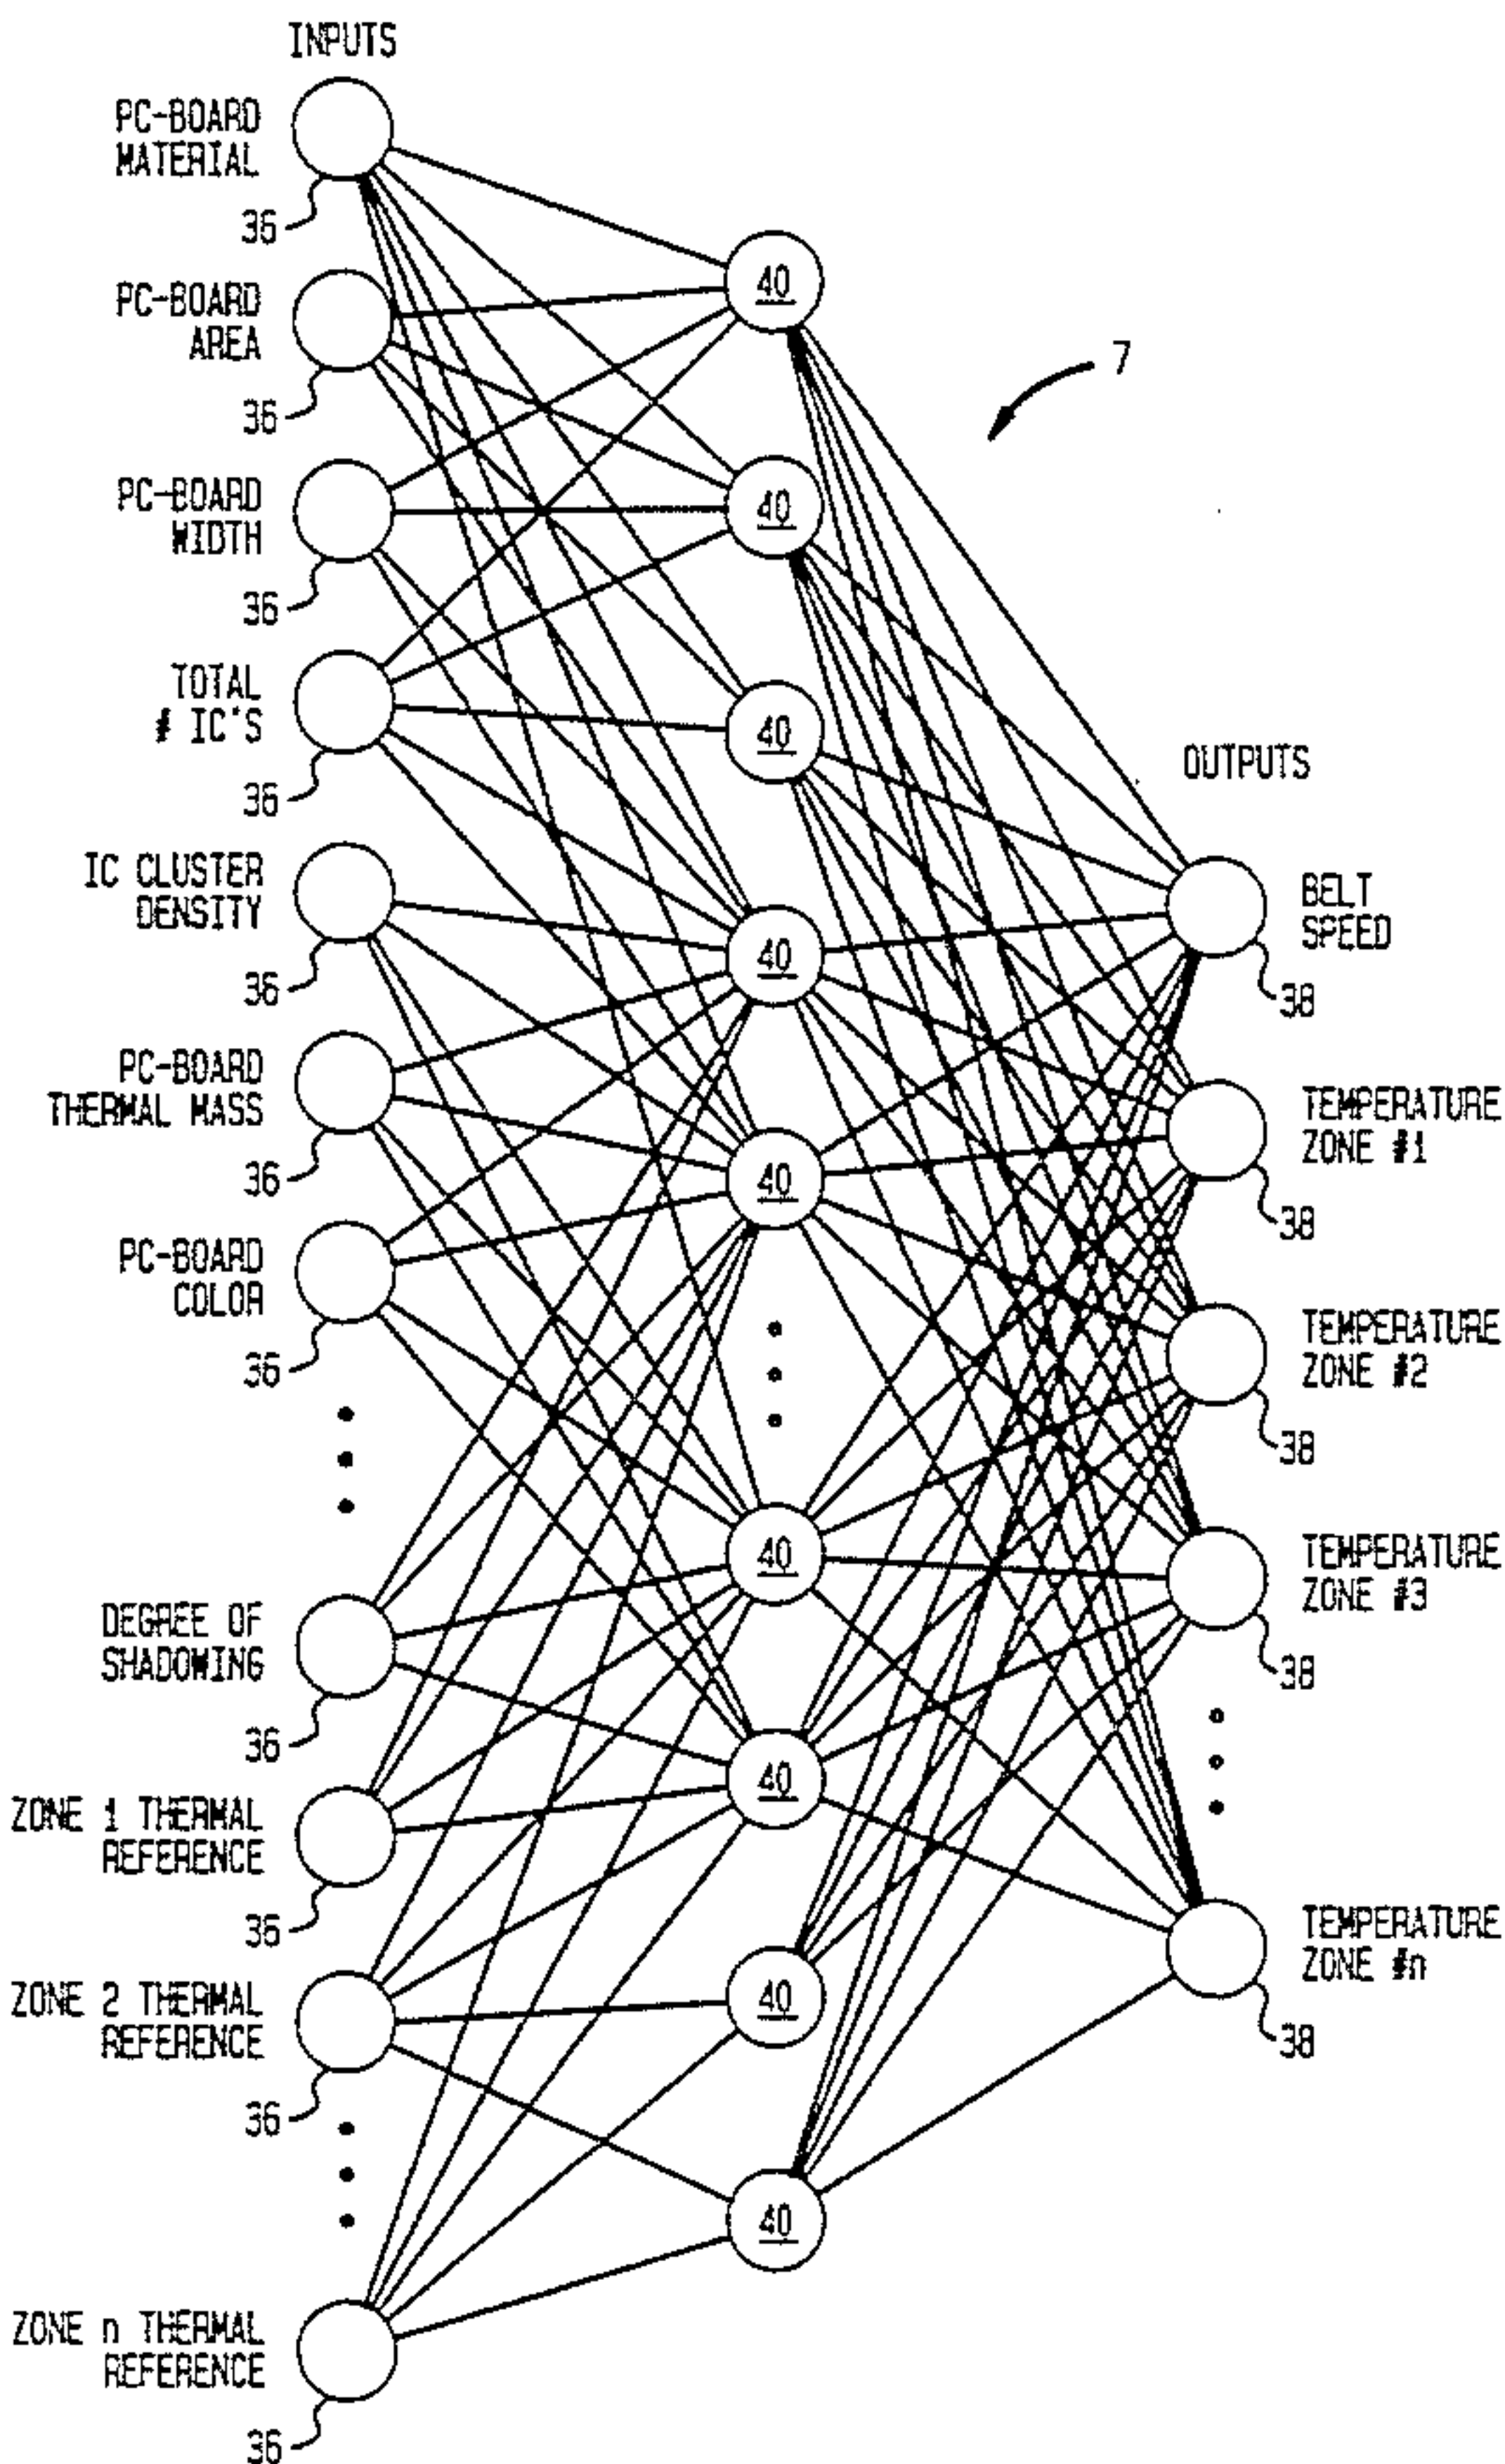 INPUTS
PC-BOARD
MATERIAL
36
PC-BOARD
AREA
36
PC-BOARD
WIDTH
36
TOTAL
# IC'S
36
IC CLUSTER
DENSITY
36
PC-BOARD
THERMAL MASS
36
PC-BOARD
COLOR
36
DEGREE OF
SHADOWING
36
ZONE 1 THERMAL
REFERENCE
36
ZONE 2 THERMAL
REFERENCE
36
ZONE n THERMAL
REFERENCE
36
40
40
40
40
40
40
40
40
40
7
OUTPUTS
BELT
SPEED
38
TEMPERATURE
ZONE #1
38
TEMPERATURE
ZONE #2
38
TEMPERATURE
ZONE #3
38
TEMPERATURE
ZONE #n
38